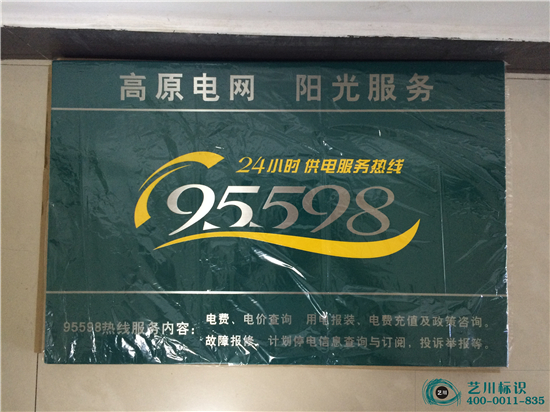 高原电网 阳光服务
24小时 供电服务热线
95598
95598热线服务内容:
电费、电价查询 用电报装、电费充值及政策咨询。
故障报修、计划停电信息查询与订阅、投诉举报等。
艺川标识
400-0011-835